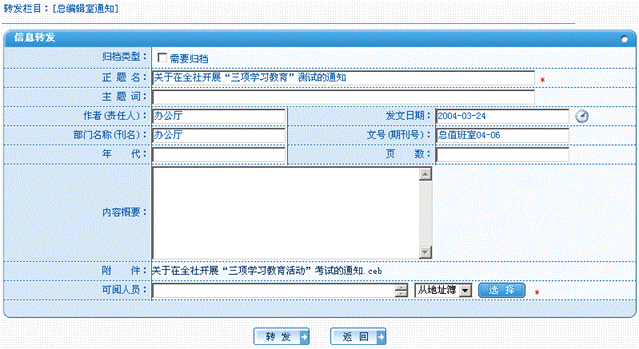 转发栏目：[总编辑室通知]
信息转发
归档类型： 需要归档
正 题 名： 关于在全社开展“三项学习教育”测试的通知 *
主 题 词：
作者(责任人)： 办公厅 发文日期： 2004-03-24
部门名称(刊名)： 办公厅 文号(期刊号)： 总值班室04-06
年 代： 页 数：
内容概要：
附 件： 关于在全社开展“三项学习教育活动”考试的通知.ceb
可阅人员： 从地址簿 选 择 *
转 发 返 回